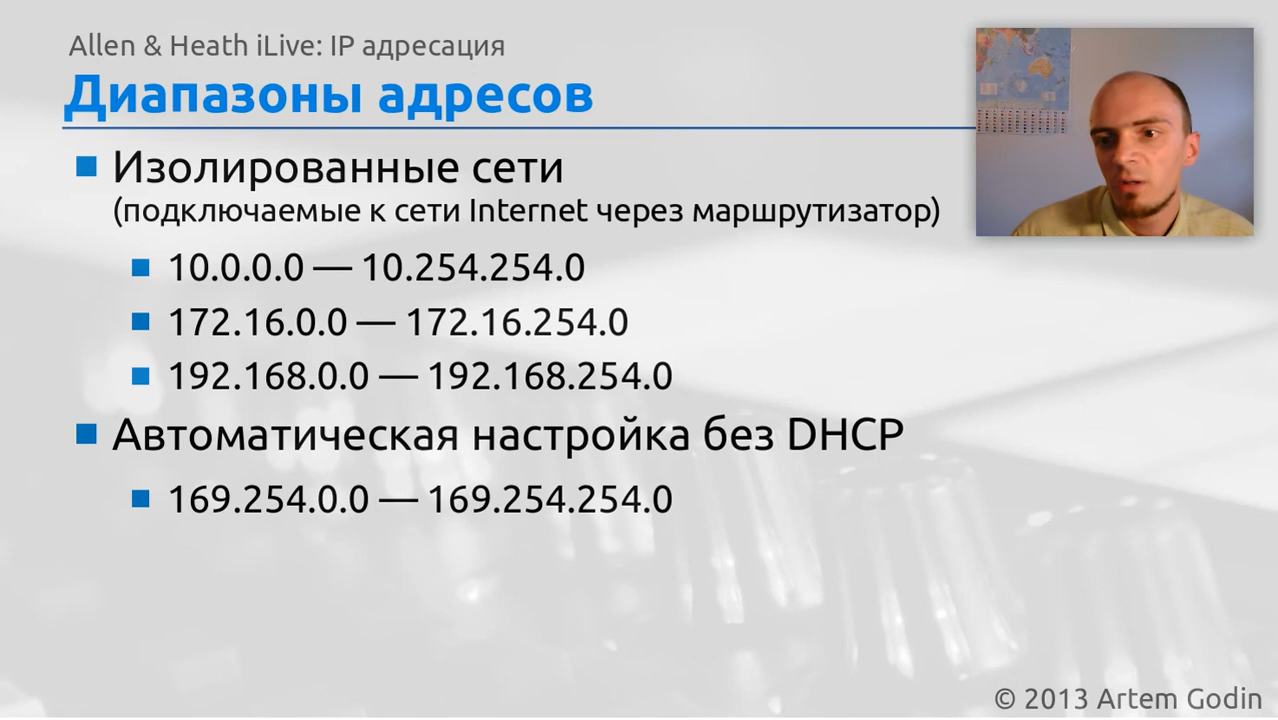 Allen & Heath iLive: IP адресация
Диапазоны адресов
Изолированные сети
(подключаемые к сети Internet через маршрутизатор)
10.0.0.0 — 10.254.254.0
172.16.0.0 — 172.16.254.0
192.168.0.0 — 192.168.254.0
Автоматическая настройка без DHCP
169.254.0.0 — 169.254.254.0
© 2013 Artem Godin